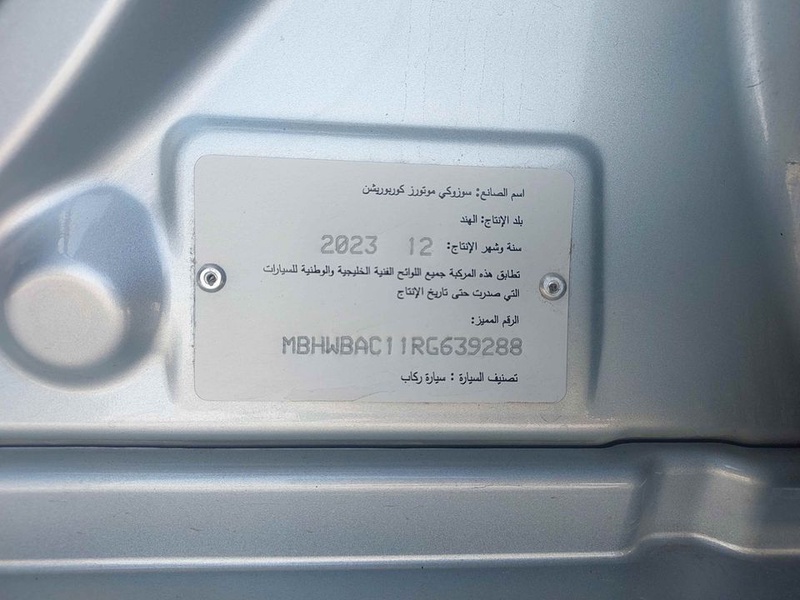 اسم الصانع: سوزوكي موتورز كوربوريشن
بلد الإنتاج: الهند
سنة وشهر الإنتاج: 12 2023
تطابق هذه المركبة جميع اللوائح الفنية الخليجية والوطنية للسيارات
التي صدرت حتى تاريخ الإنتاج
الرقم المميز:
MBHWBAC11RG639288
تصنيف السيارة : سيارة ركاب